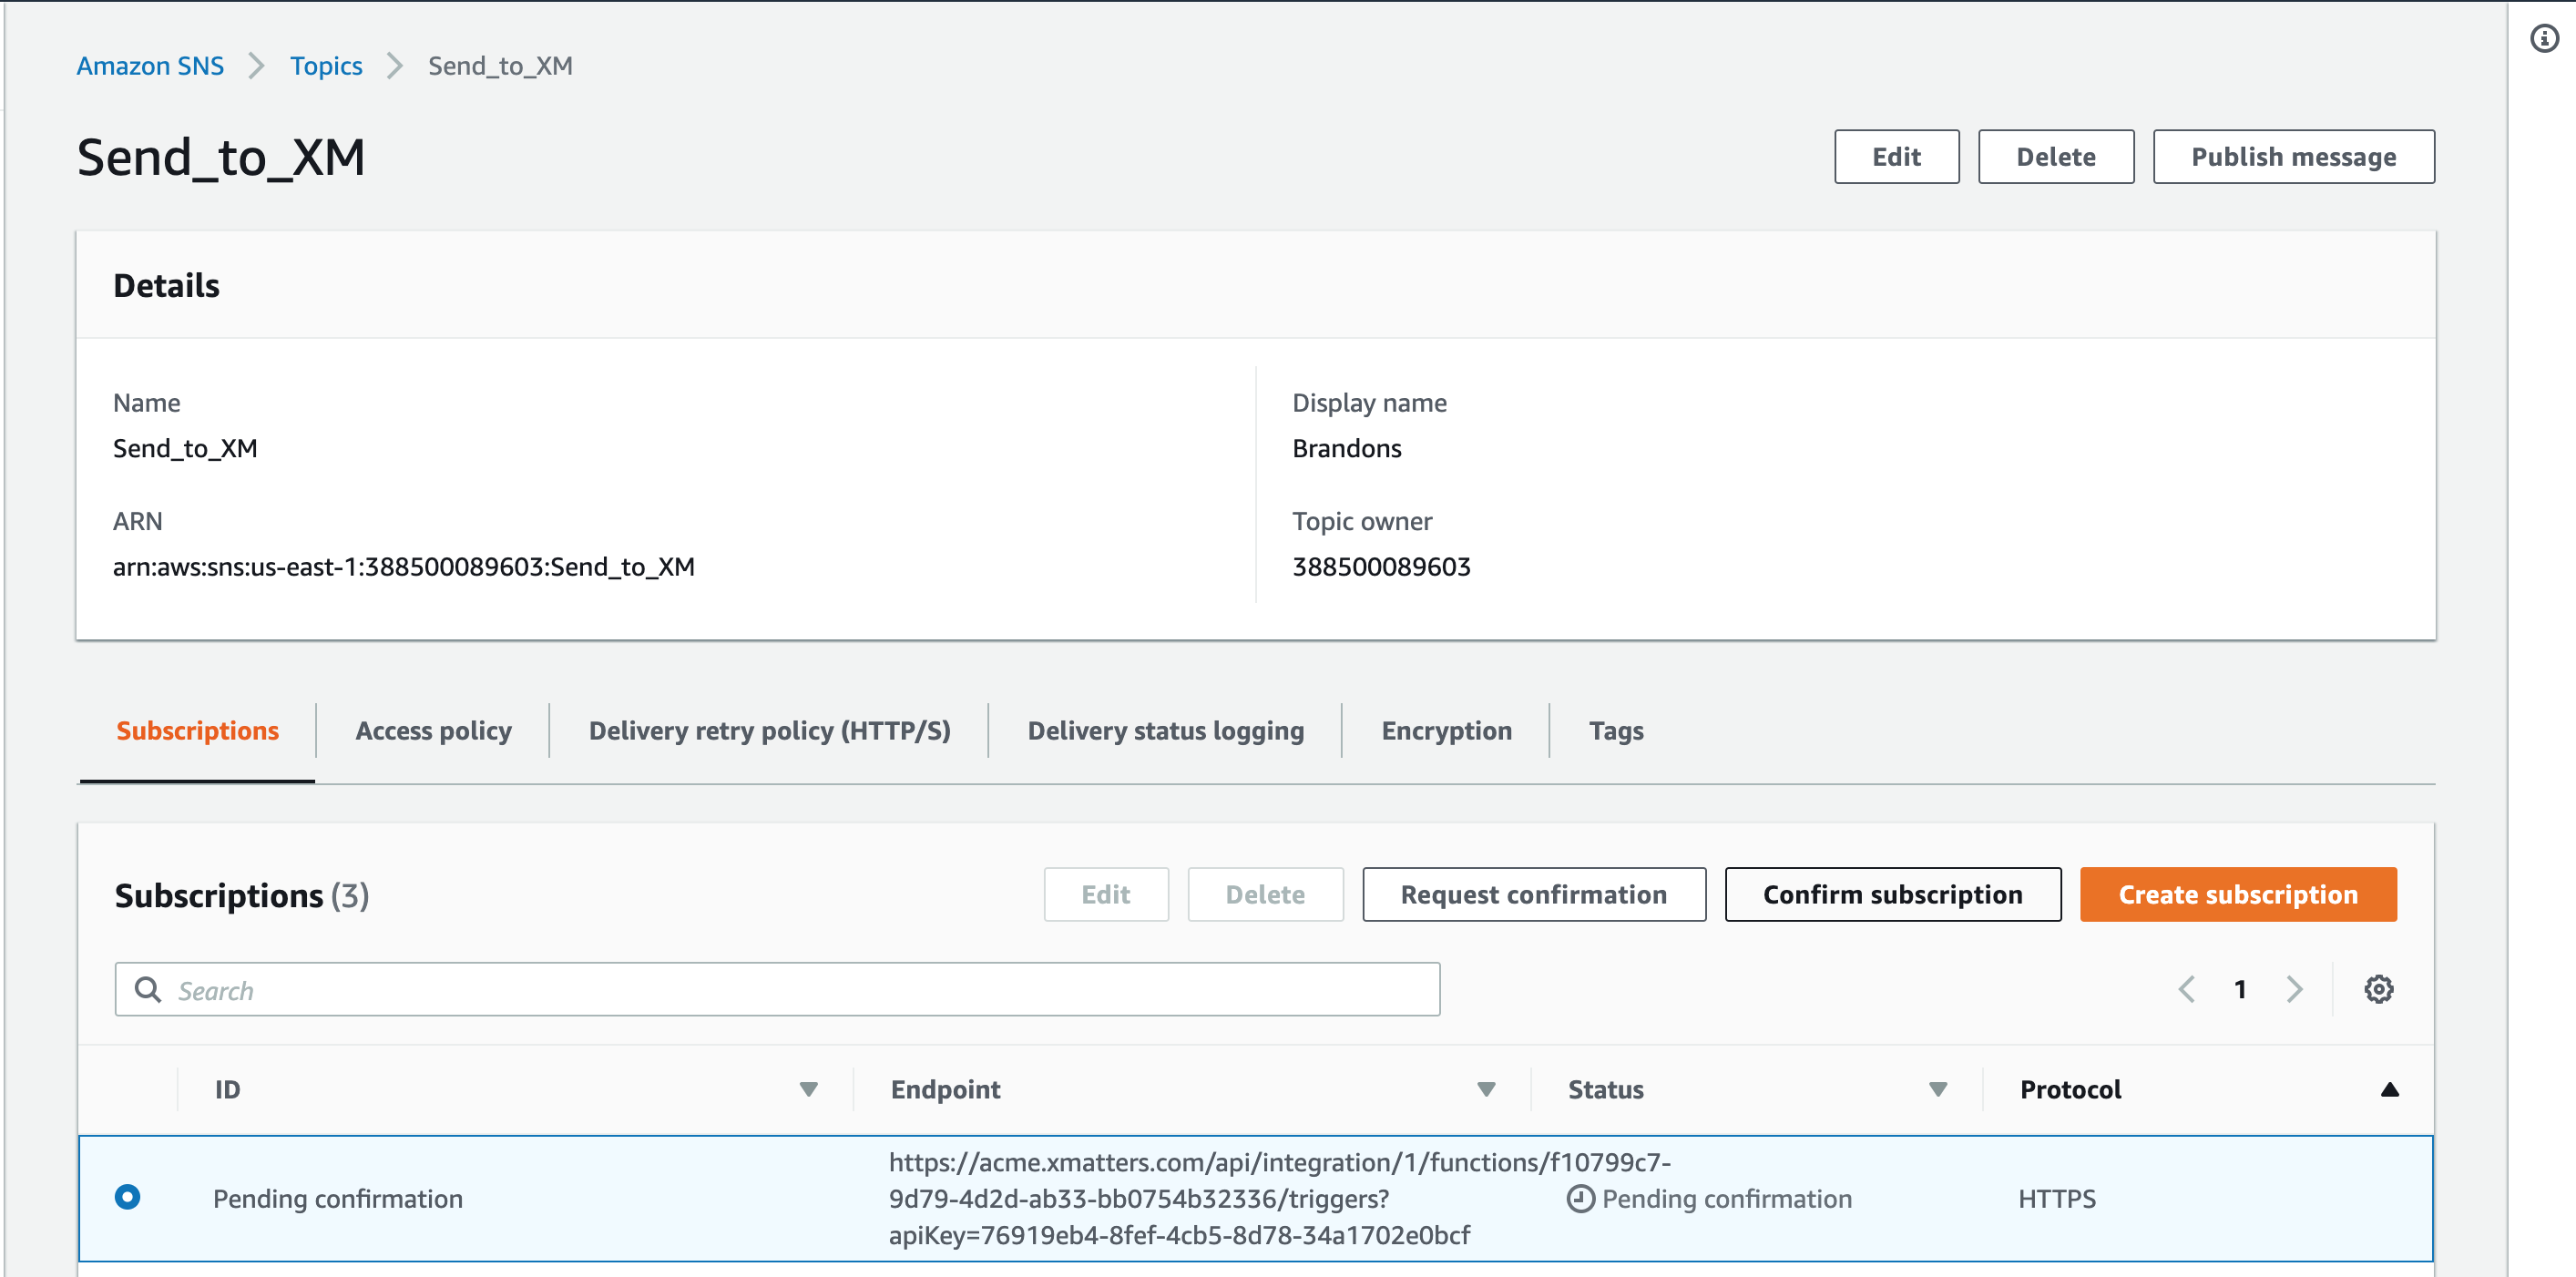 Amazon SNS > Topics > Send_to_XM
Send_to_XM
Edit Delete Publish message
Details
Name
Send_to_XM
Display name
Brandons
ARN
arn:aws:sns:us-east-1:388500089603:Send_to_XM
Topic owner
388500089603
Subscriptions Access policy Delivery retry policy (HTTP/S) Delivery status logging Encryption Tags
Subscriptions (3)
Edit Delete Request confirmation Confirm subscription Create subscription
Search
1
ID Endpoint Status Protocol
Pending confirmation
https://acme.xmatters.com/api/integration/1/functions/f10799c7-
9d79-4d2d-ab33-bb0754b32336/triggers?
apiKey=76919eb4-8fef-4cb5-8d78-34a1702e0bcf
Pending confirmation
HTTPS